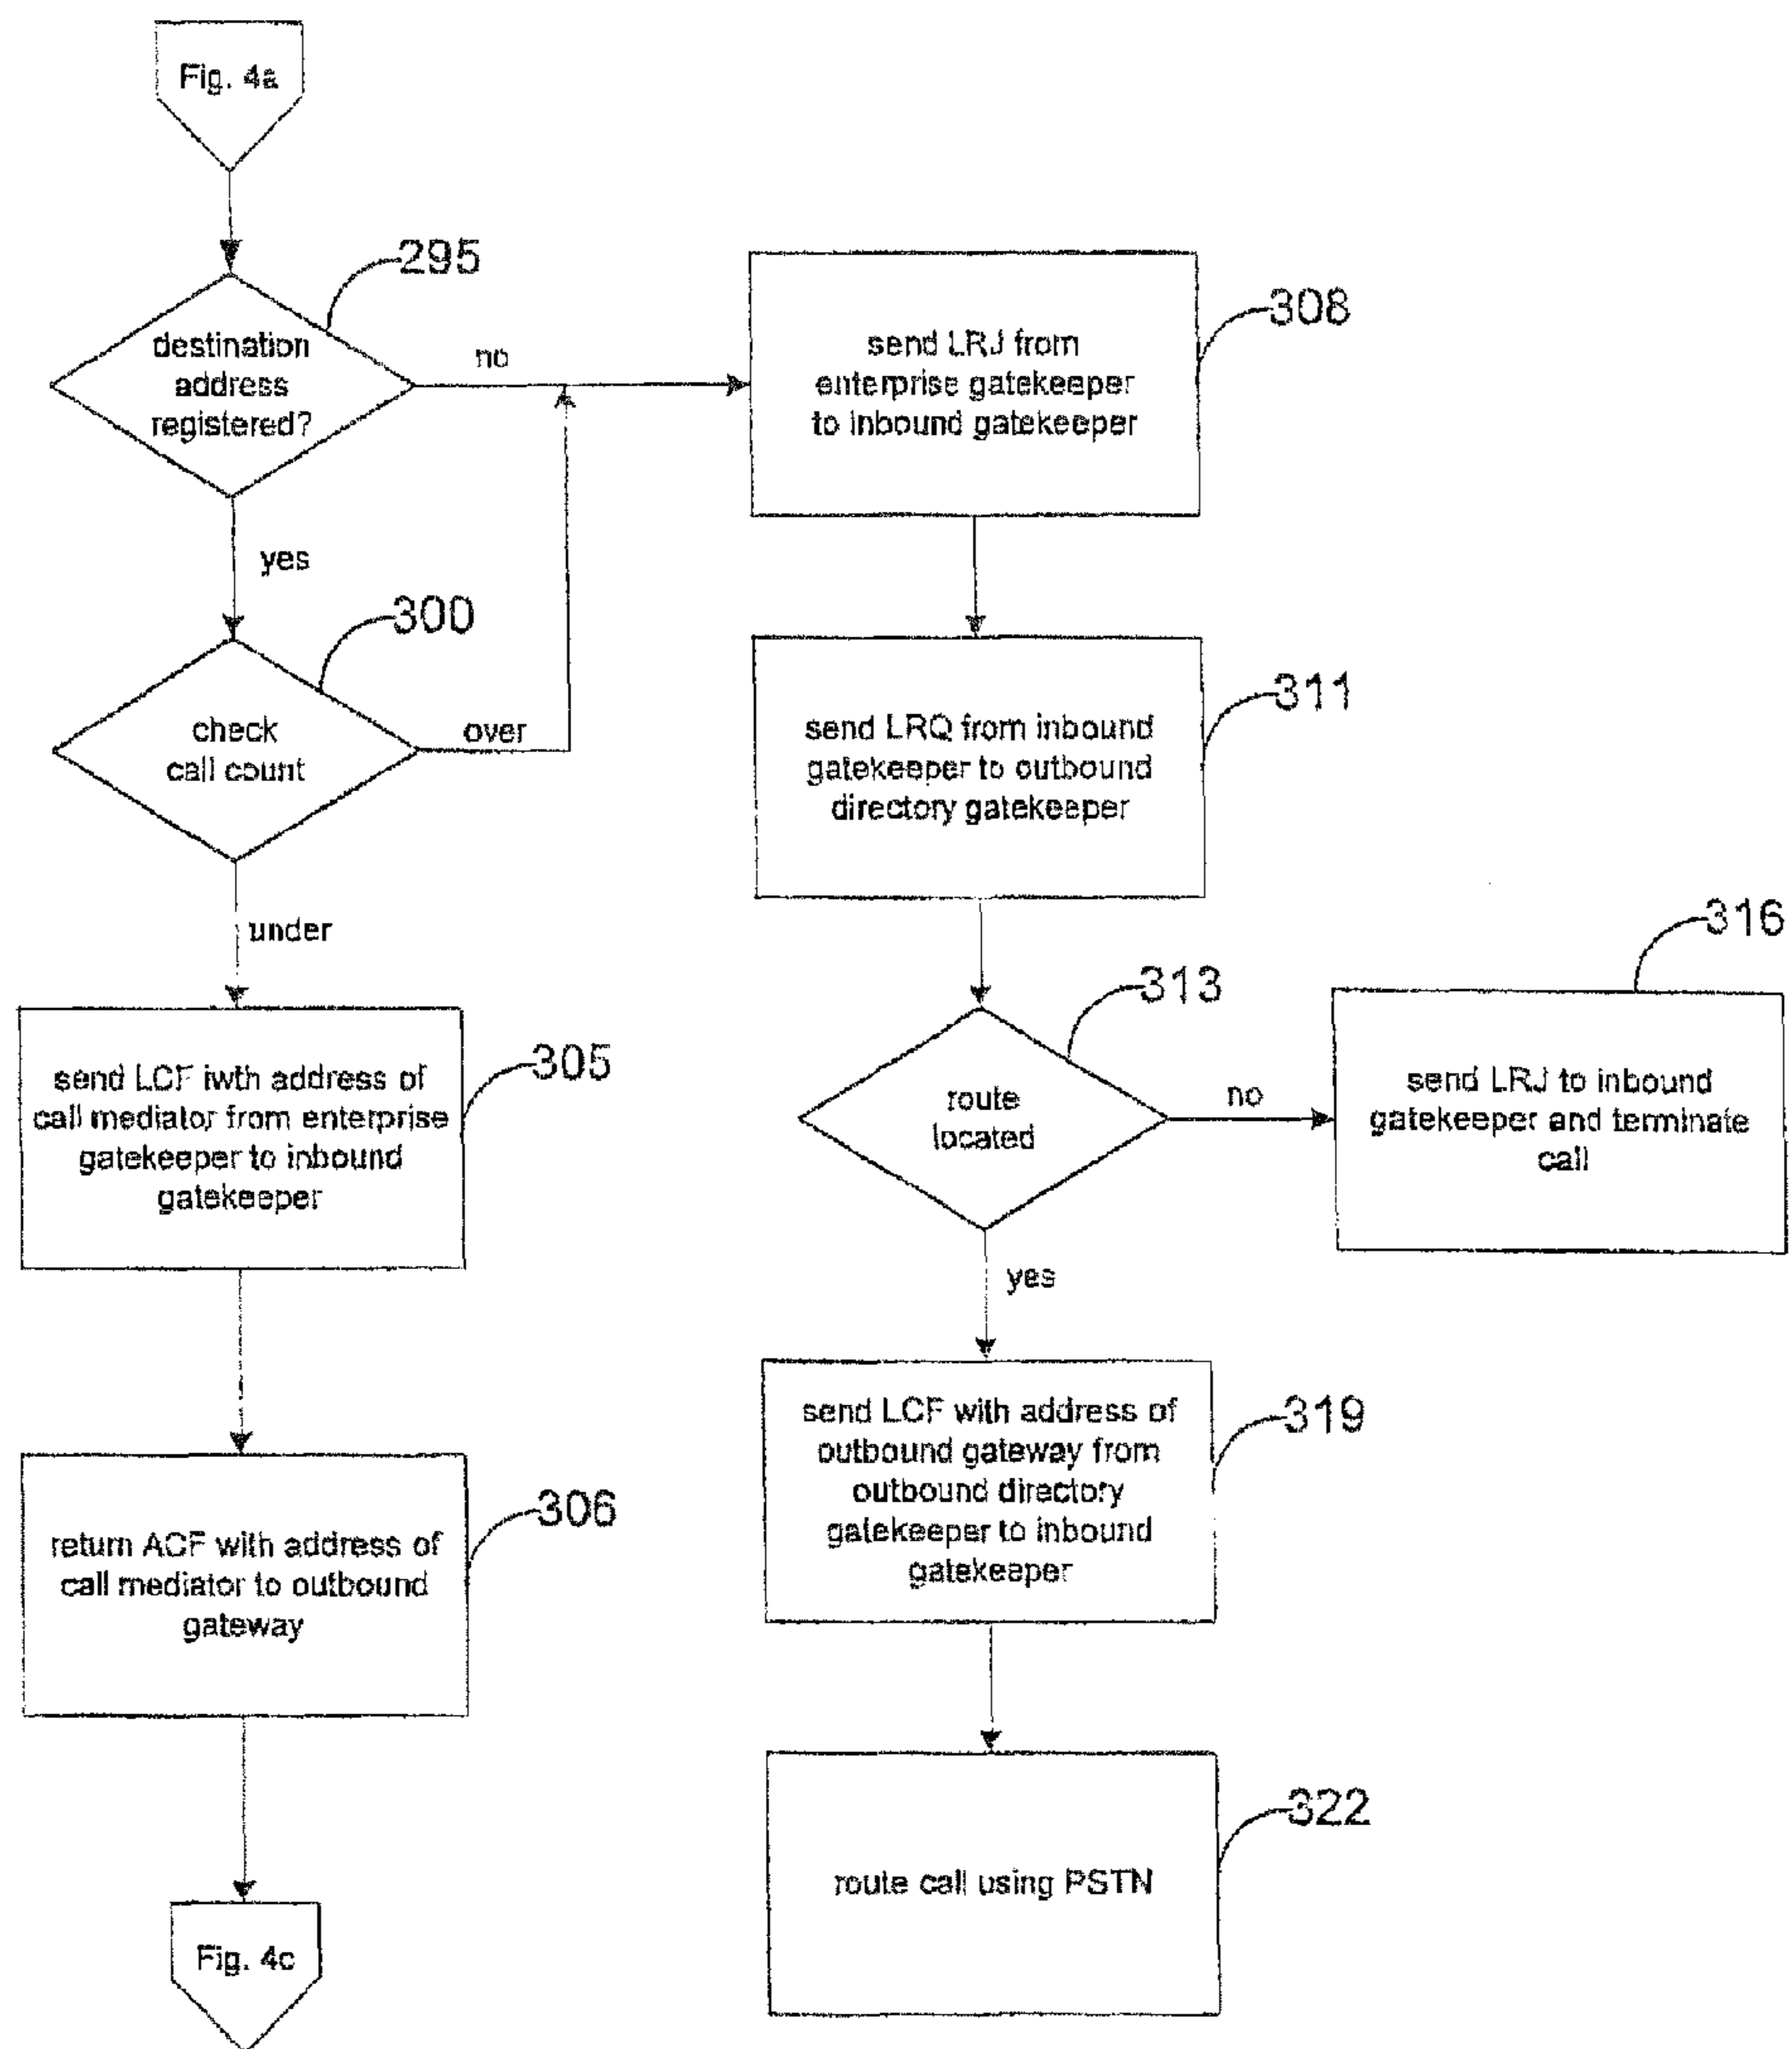 Fig. 4a
295
destination
address
registered?
no
yes
300
check
call count
over
under
send LCF iwth address of
call mediator from enterprise
gatekeeper to inbound
gatekeeper
305
return ACF with address of
call mediator to outbound
gateway
306
Fig. 4c
send LRJ from
enterprise gatekeeper
to inbound gatekeeper
308
send LRQ from inbound
gatekeeper to outbound
directory gatekeeper
311
route
located
313
no
send LRJ to inbound
gatekeeper and terminate
call
316
yes
send LCF with address of
outbound gateway from
outbound directory
gatekeeper to inbound
gatekeeper
319
route call using PSTN
322